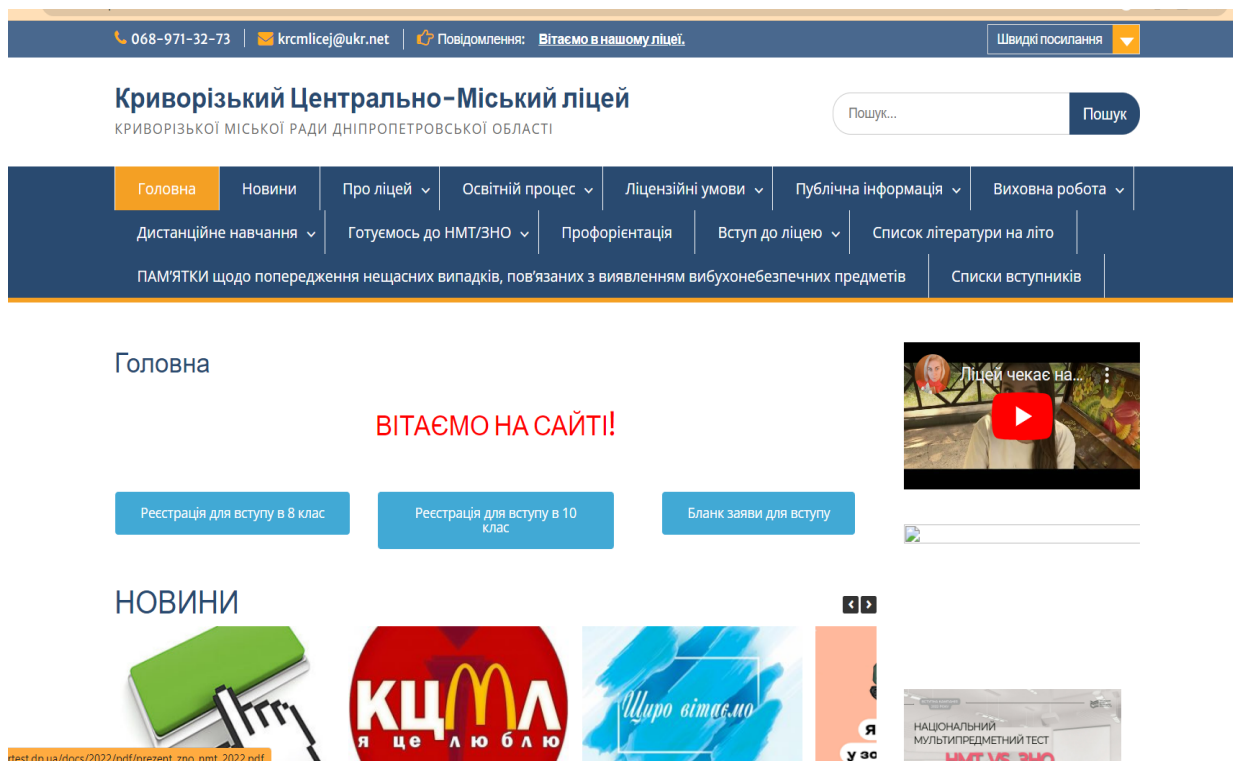 068-971-32-73 krcmlicej@ukr.net Повідомлення: Вітаємо в нашому ліцеї. Швидкі посилання
Криворізький Центрально-Міський ліцей
КРИВОРІЗЬКОЇ МІСЬКОЇ РАДИ ДНІПРОПЕТРОВСЬКОЇ ОБЛАСТІ
Пошук... Пошук
Головна Новини Про ліцей Освітній процес Ліцензійні умови Публічна інформація Виховна робота
Дистанційне навчання Готуємось до НМТ/ЗНО Профорієнтація Вступ до ліцею Список літератури на літо
ПАМ'ЯТКИ щодо попередження нещасних випадків, пов'язаних з виявленням вибухонебезпечних предметів Списки вступників
Головна
ВІТАЄМО НА САЙТІ!
Ліцей чекає на...
Реєстрація для вступу в 8 клас
Реєстрація для вступу в 10
клас
Бланк заяви для вступу
НОВИНИ
КЦМЛ
я це люблю
Щиро вітаємо
Я
у зо
НАЦІОНАЛЬНИЙ
МУЛЬТИПРЕДМЕТНИЙ ТЕСТ
НМТ VS ЗНО
rtest.dp.ua/docs/2022/pdf/prezent_zno_nmt_2022.pdf